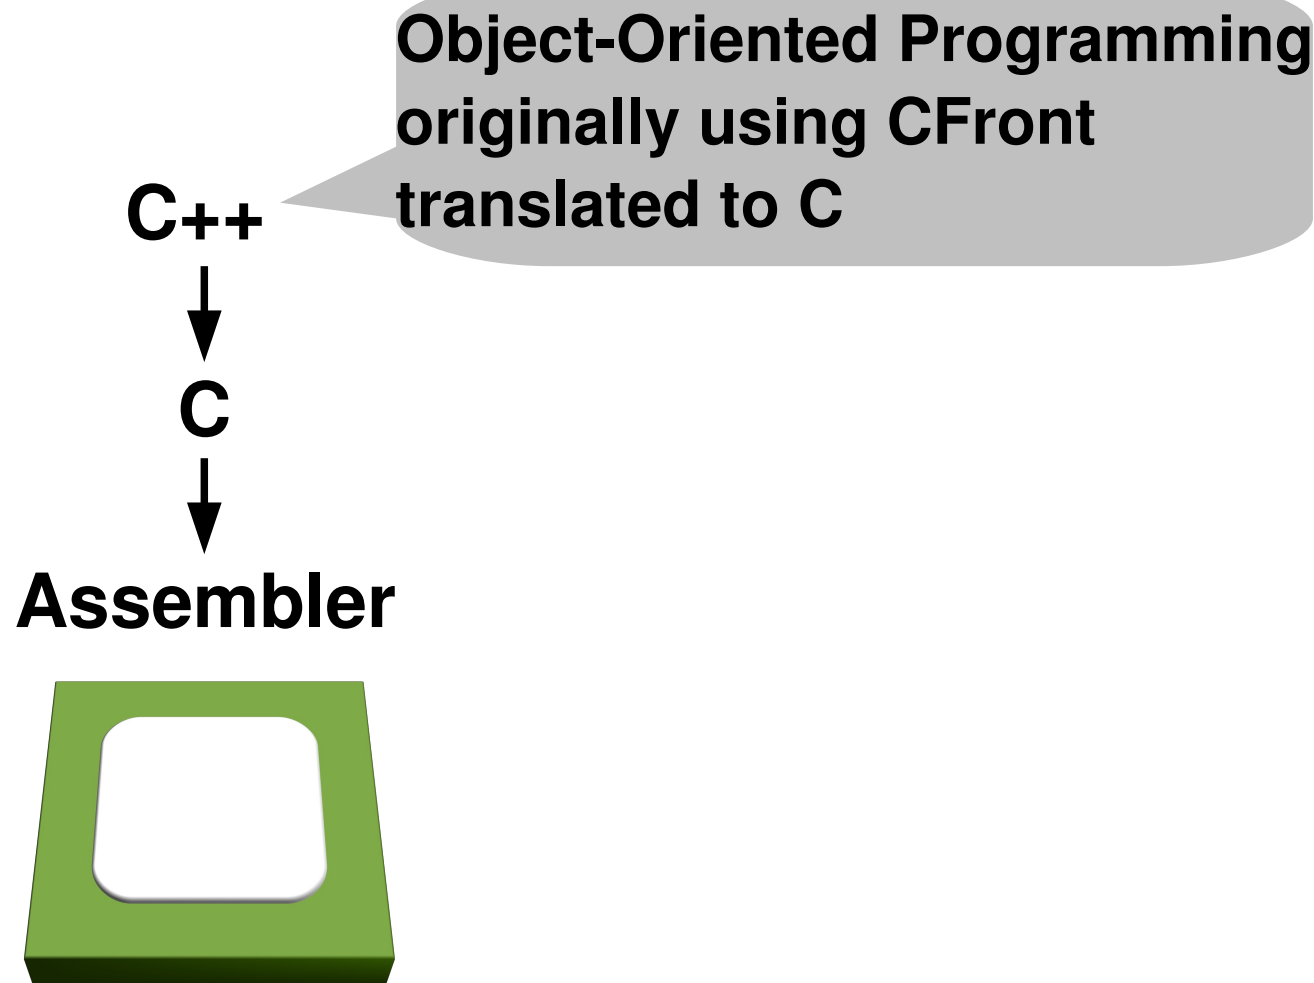 Object-Oriented Programming
originally using CFront
translated to C
C++
C
Assembler